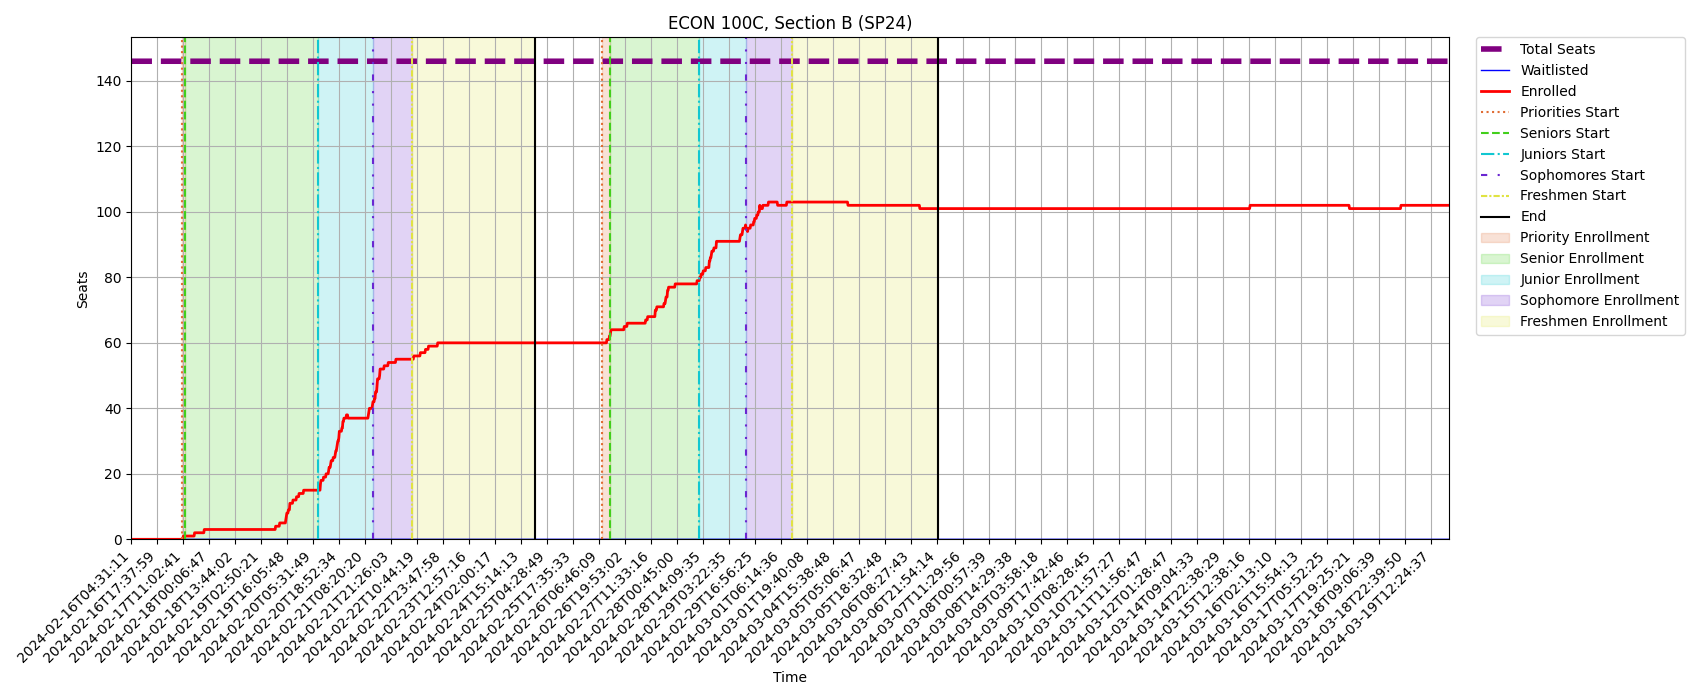 ECON 100C, Section B (SP24)
Seats
140
120
100
80
60
40
20
0
2024-02-16T04:31:11
2024-02-16T17:37:59
2024-02-17T11:02:41
2024-02-18T00:06:47
2024-02-18T13:44:02
2024-02-19T02:50:21
2024-02-19T16:05:48
2024-02-20T05:31:49
2024-02-20T18:52:34
2024-02-21T08:20:20
2024-02-21T21:26:03
2024-02-22T10:44:19
2024-02-22T23:47:58
2024-02-23T12:57:16
2024-02-24T02:00:17
2024-02-24T15:14:13
2024-02-25T04:28:49
2024-02-25T17:35:33
2024-02-26T06:46:09
2024-02-26T19:53:02
2024-02-27T11:33:16
2024-02-28T00:45:00
2024-02-28T14:09:35
2024-02-29T03:22:35
2024-02-29T16:56:25
2024-03-01T06:14:36
2024-03-01T19:40:08
2024-03-04T15:38:48
2024-03-05T05:06:47
2024-03-05T18:32:48
2024-03-06T08:27:43
2024-03-06T21:54:14
2024-03-07T11:29:56
2024-03-08T00:57:39
2024-03-08T14:29:38
2024-03-09T03:58:18
2024-03-09T17:42:46
2024-03-10T08:28:45
2024-03-10T21:57:27
2024-03-11T11:56:47
2024-03-12T01:28:47
2024-03-14T09:04:33
2024-03-14T22:38:29
2024-03-15T12:38:16
2024-03-16T02:13:10
2024-03-16T15:54:13
2024-03-17T05:52:25
2024-03-17T19:25:21
2024-03-18T09:06:39
2024-03-18T22:39:50
2024-03-19T12:24:37
Time
Total Seats
Waitlisted
Enrolled
Priorities Start
Seniors Start
Juniors Start
Sophomores Start
Freshmen Start
End
Priority Enrollment
Senior Enrollment
Junior Enrollment
Sophomore Enrollment
Freshmen Enrollment